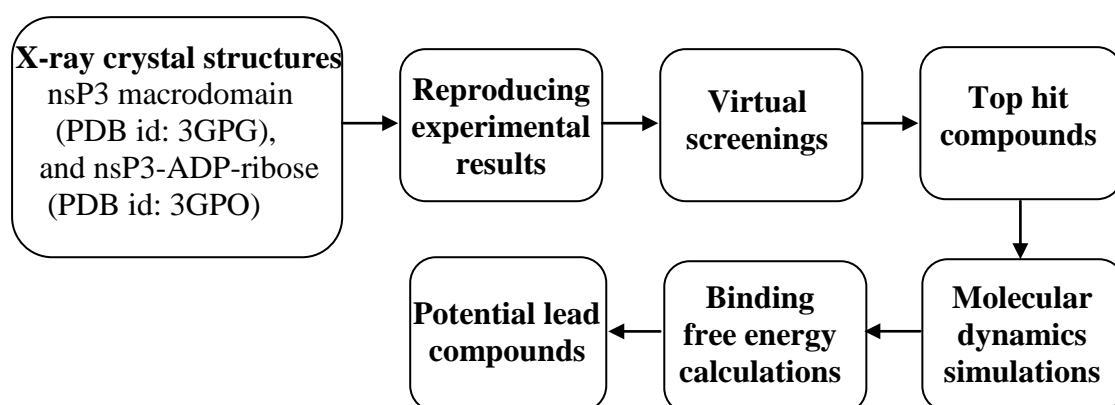 X-ray crystal structures
nsP3 macrodomain
(PDB id: 3GPG),
and nsP3-ADP-ribose
(PDB id: 3GPO)
Reproducing
experimental
results
Virtual
screenings
Top hit
compounds
Molecular
dynamics
simulations
Binding
free energy
calculations
Potential lead
compounds